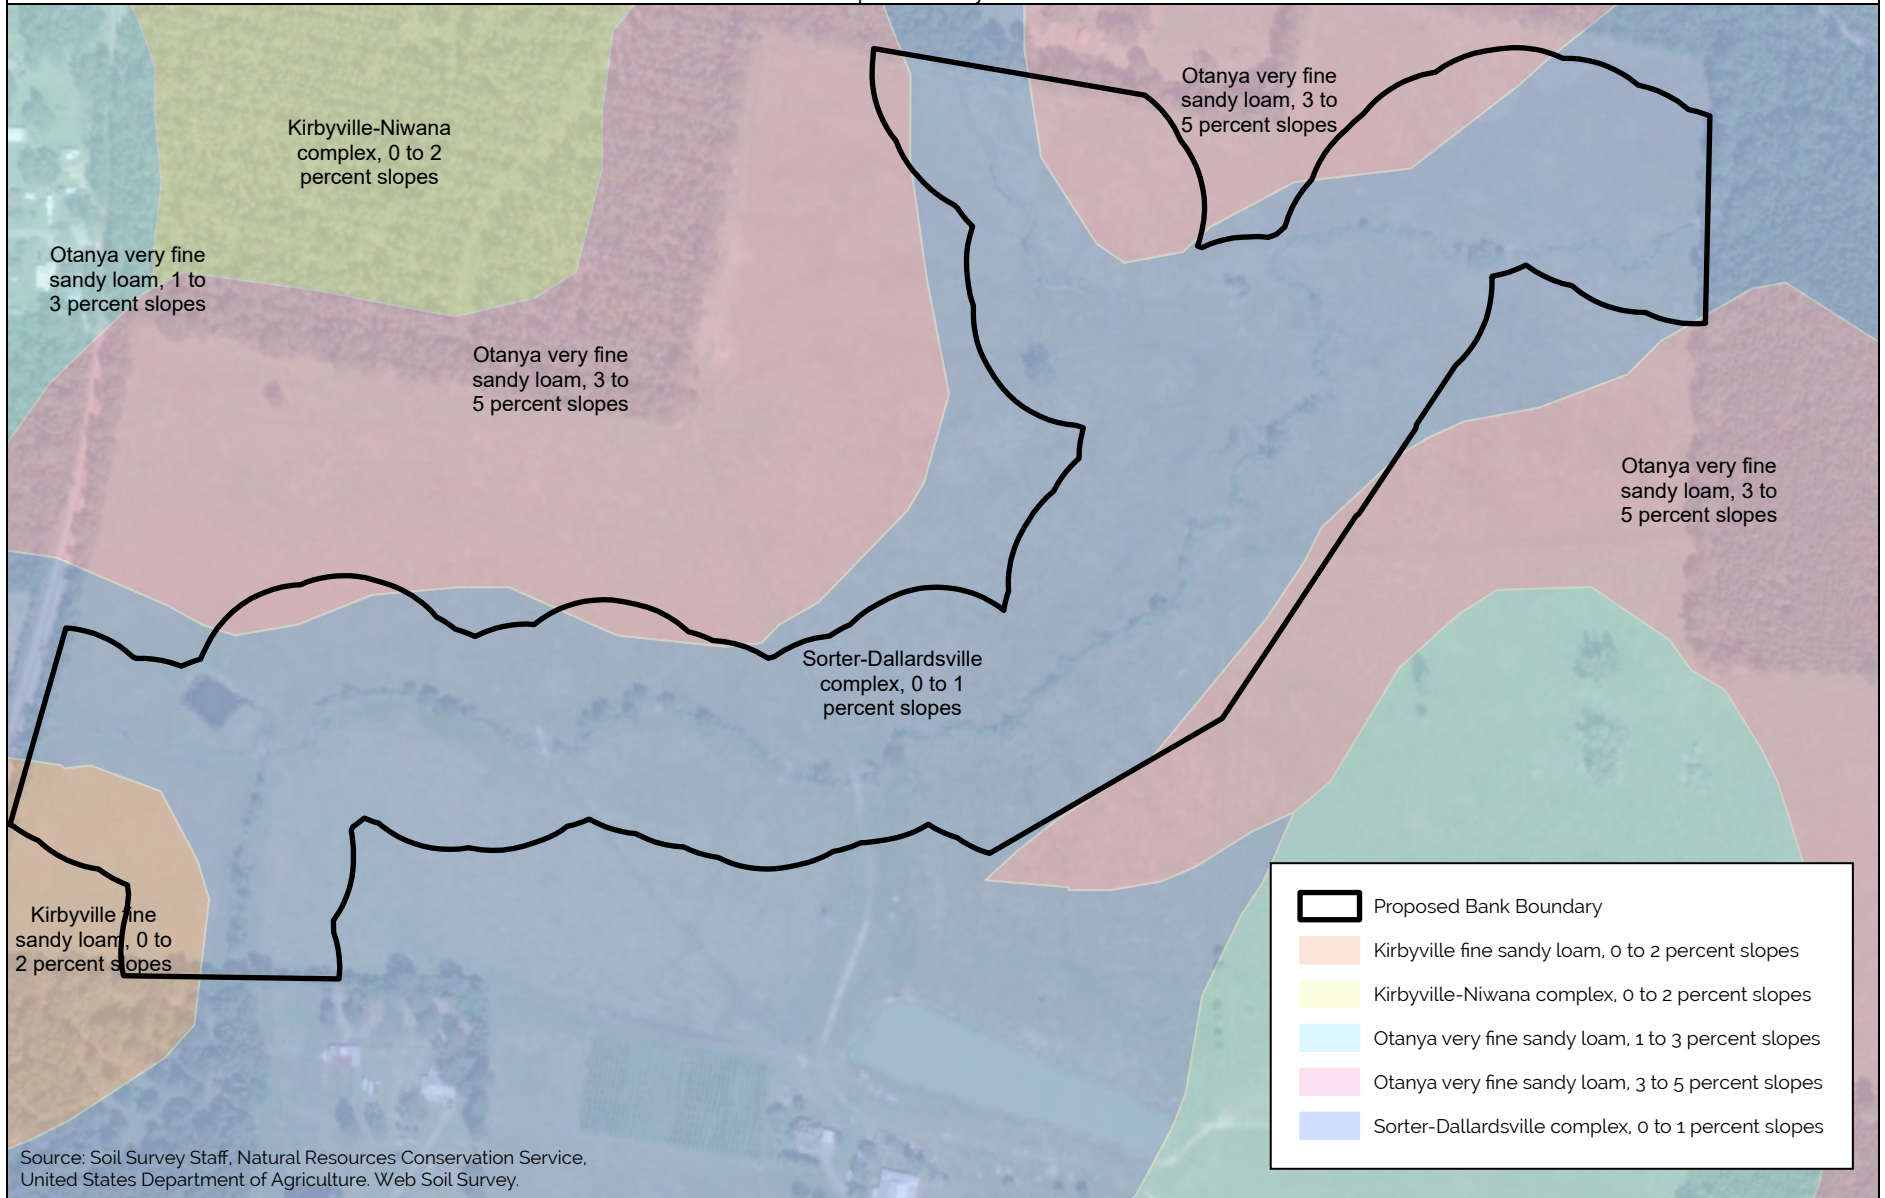 Otanya very fine
sandy loam, 3 to
5 percent slopes
Kirbyville-Niwana
complex, 0 to 2
percent slopes
Otanya very fine
sandy loam, 1 to
3 percent slopes
Otanya very fine
sandy loam, 3 to
5 percent slopes
Otanya very fine
sandy loam, 3 to
5 percent slopes
Sorter-Dallardsville
complex, 0 to 1
percent slopes
Kirbyville fine
sandy loam, 0 to
2 percent slopes
Proposed Bank Boundary
Kirbyville fine sandy loam, 0 to 2 percent slopes
Kirbyville-Niwana complex, 0 to 2 percent slopes
Otanya very fine sandy loam, 1 to 3 percent slopes
Otanya very fine sandy loam, 3 to 5 percent slopes
Sorter-Dallardsville complex, 0 to 1 percent slopes
Source: Soil Survey Staff, Natural Resources Conservation Service,
United States Department of Agriculture. Web Soil Survey.